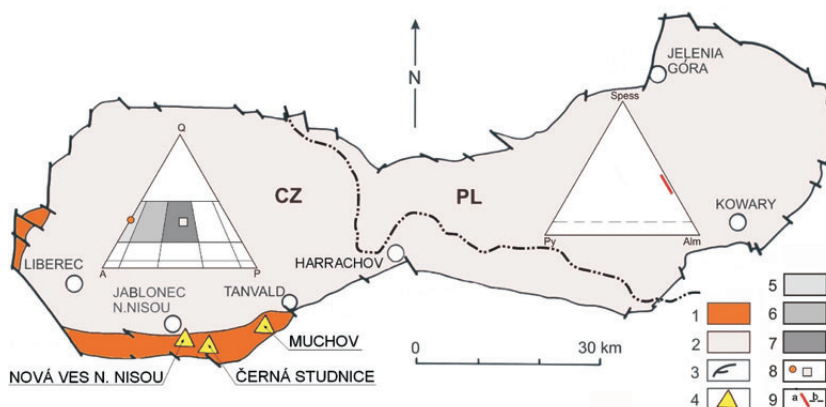 JELENIA
GÓRA
N
Spess
Q
CZ
PL
KOWARY
Py
Alm
HARRACHOV
LIBEREC
A
P
JABLONEC
N.NISOU
TANVALD
MUCHOV
NOVÁ VES N. NISOU
ČERNÁ STUDNICE
0
30 km
1
2
3
4
5
6
7
8
9
a
b